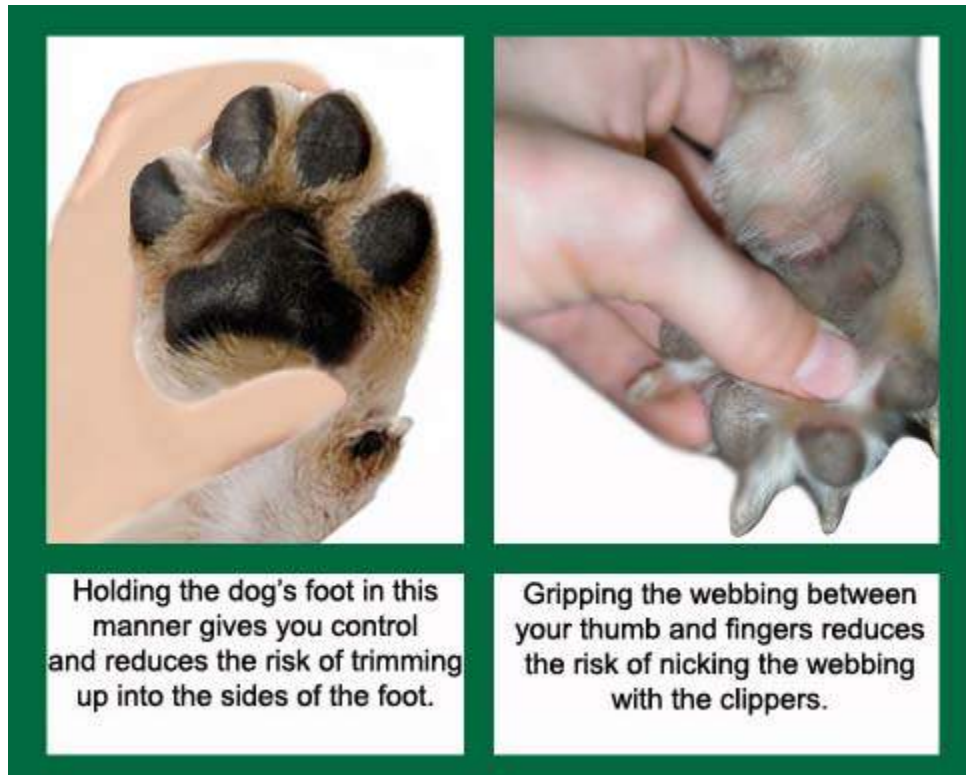 Holding the dog's foot in this
manner gives you control
and reduces the risk of trimming
up into the sides of the foot.
Gripping the webbing between
your thumb and fingers reduces
the risk of nicking the webbing
with the clippers.